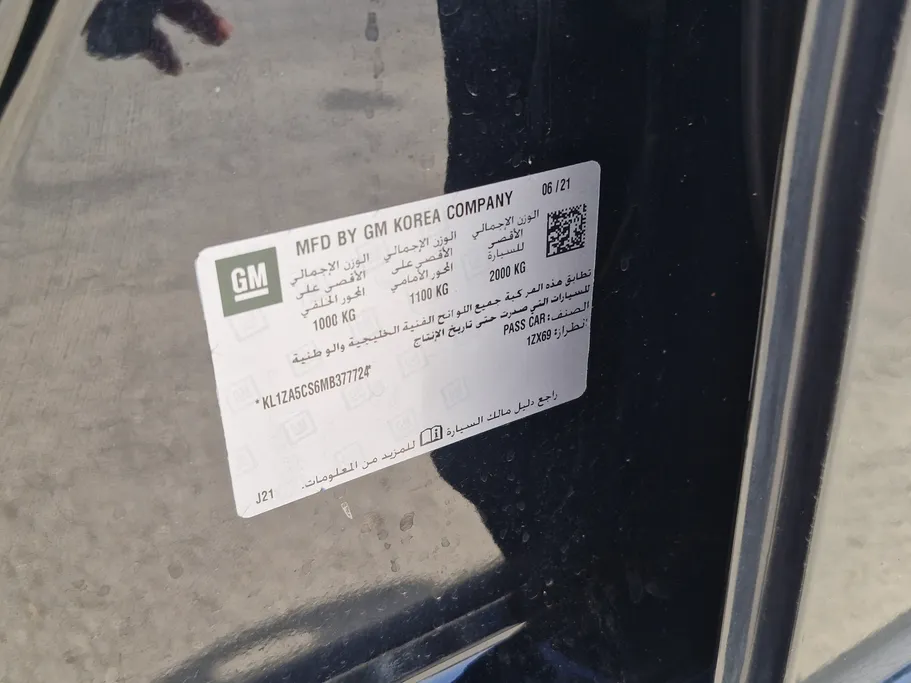 MFD BY GM KOREA COMPANY 06 / 21
GM
الوزن الإجمالي
الأقصى
للسيارة
2000 KG
الوزن الإجمالي
الأقصى على
المحور الأمامي
1100 KG
الوزن الإجمالي
الأقصى على
المحور الخلفي
1000 KG
تطابق هذه المركبة جميع اللوائح الفنية الخليجية والوطنية
للسيارات التي صدرت حتى تاريخ الإنتاج
الصنف: PASS CAR
الطراز: 1ZX69
*KL1ZA5CS6MB377724*
راجع دليل مالك السيارة للمزيد من المعلومات.
J21